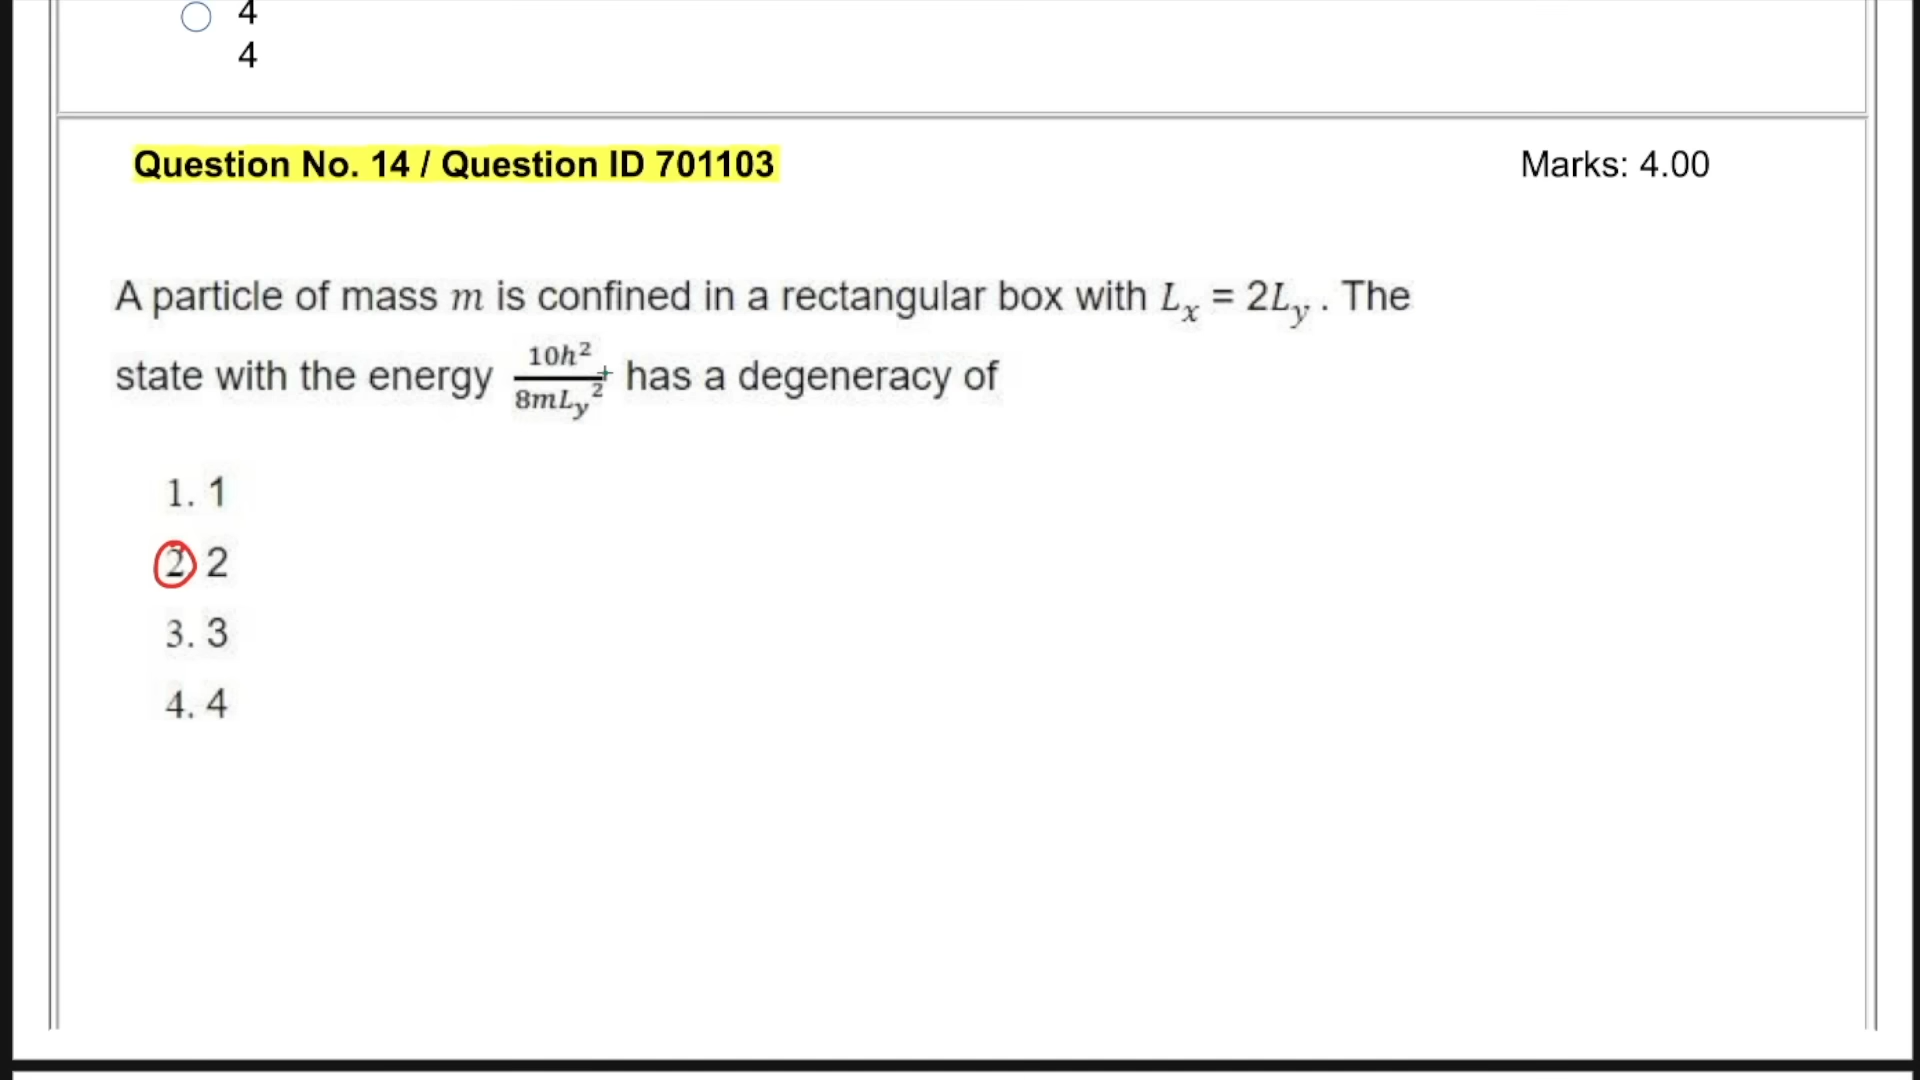 4
4
Question No. 14 / Question ID 701103 Marks: 4.00
A particle of mass m is confined in a rectangular box with Lₓ = 2L_y . The
state with the energy 10h²/8mL_y² has a degeneracy of
1. 1
2 2
3. 3
4. 4